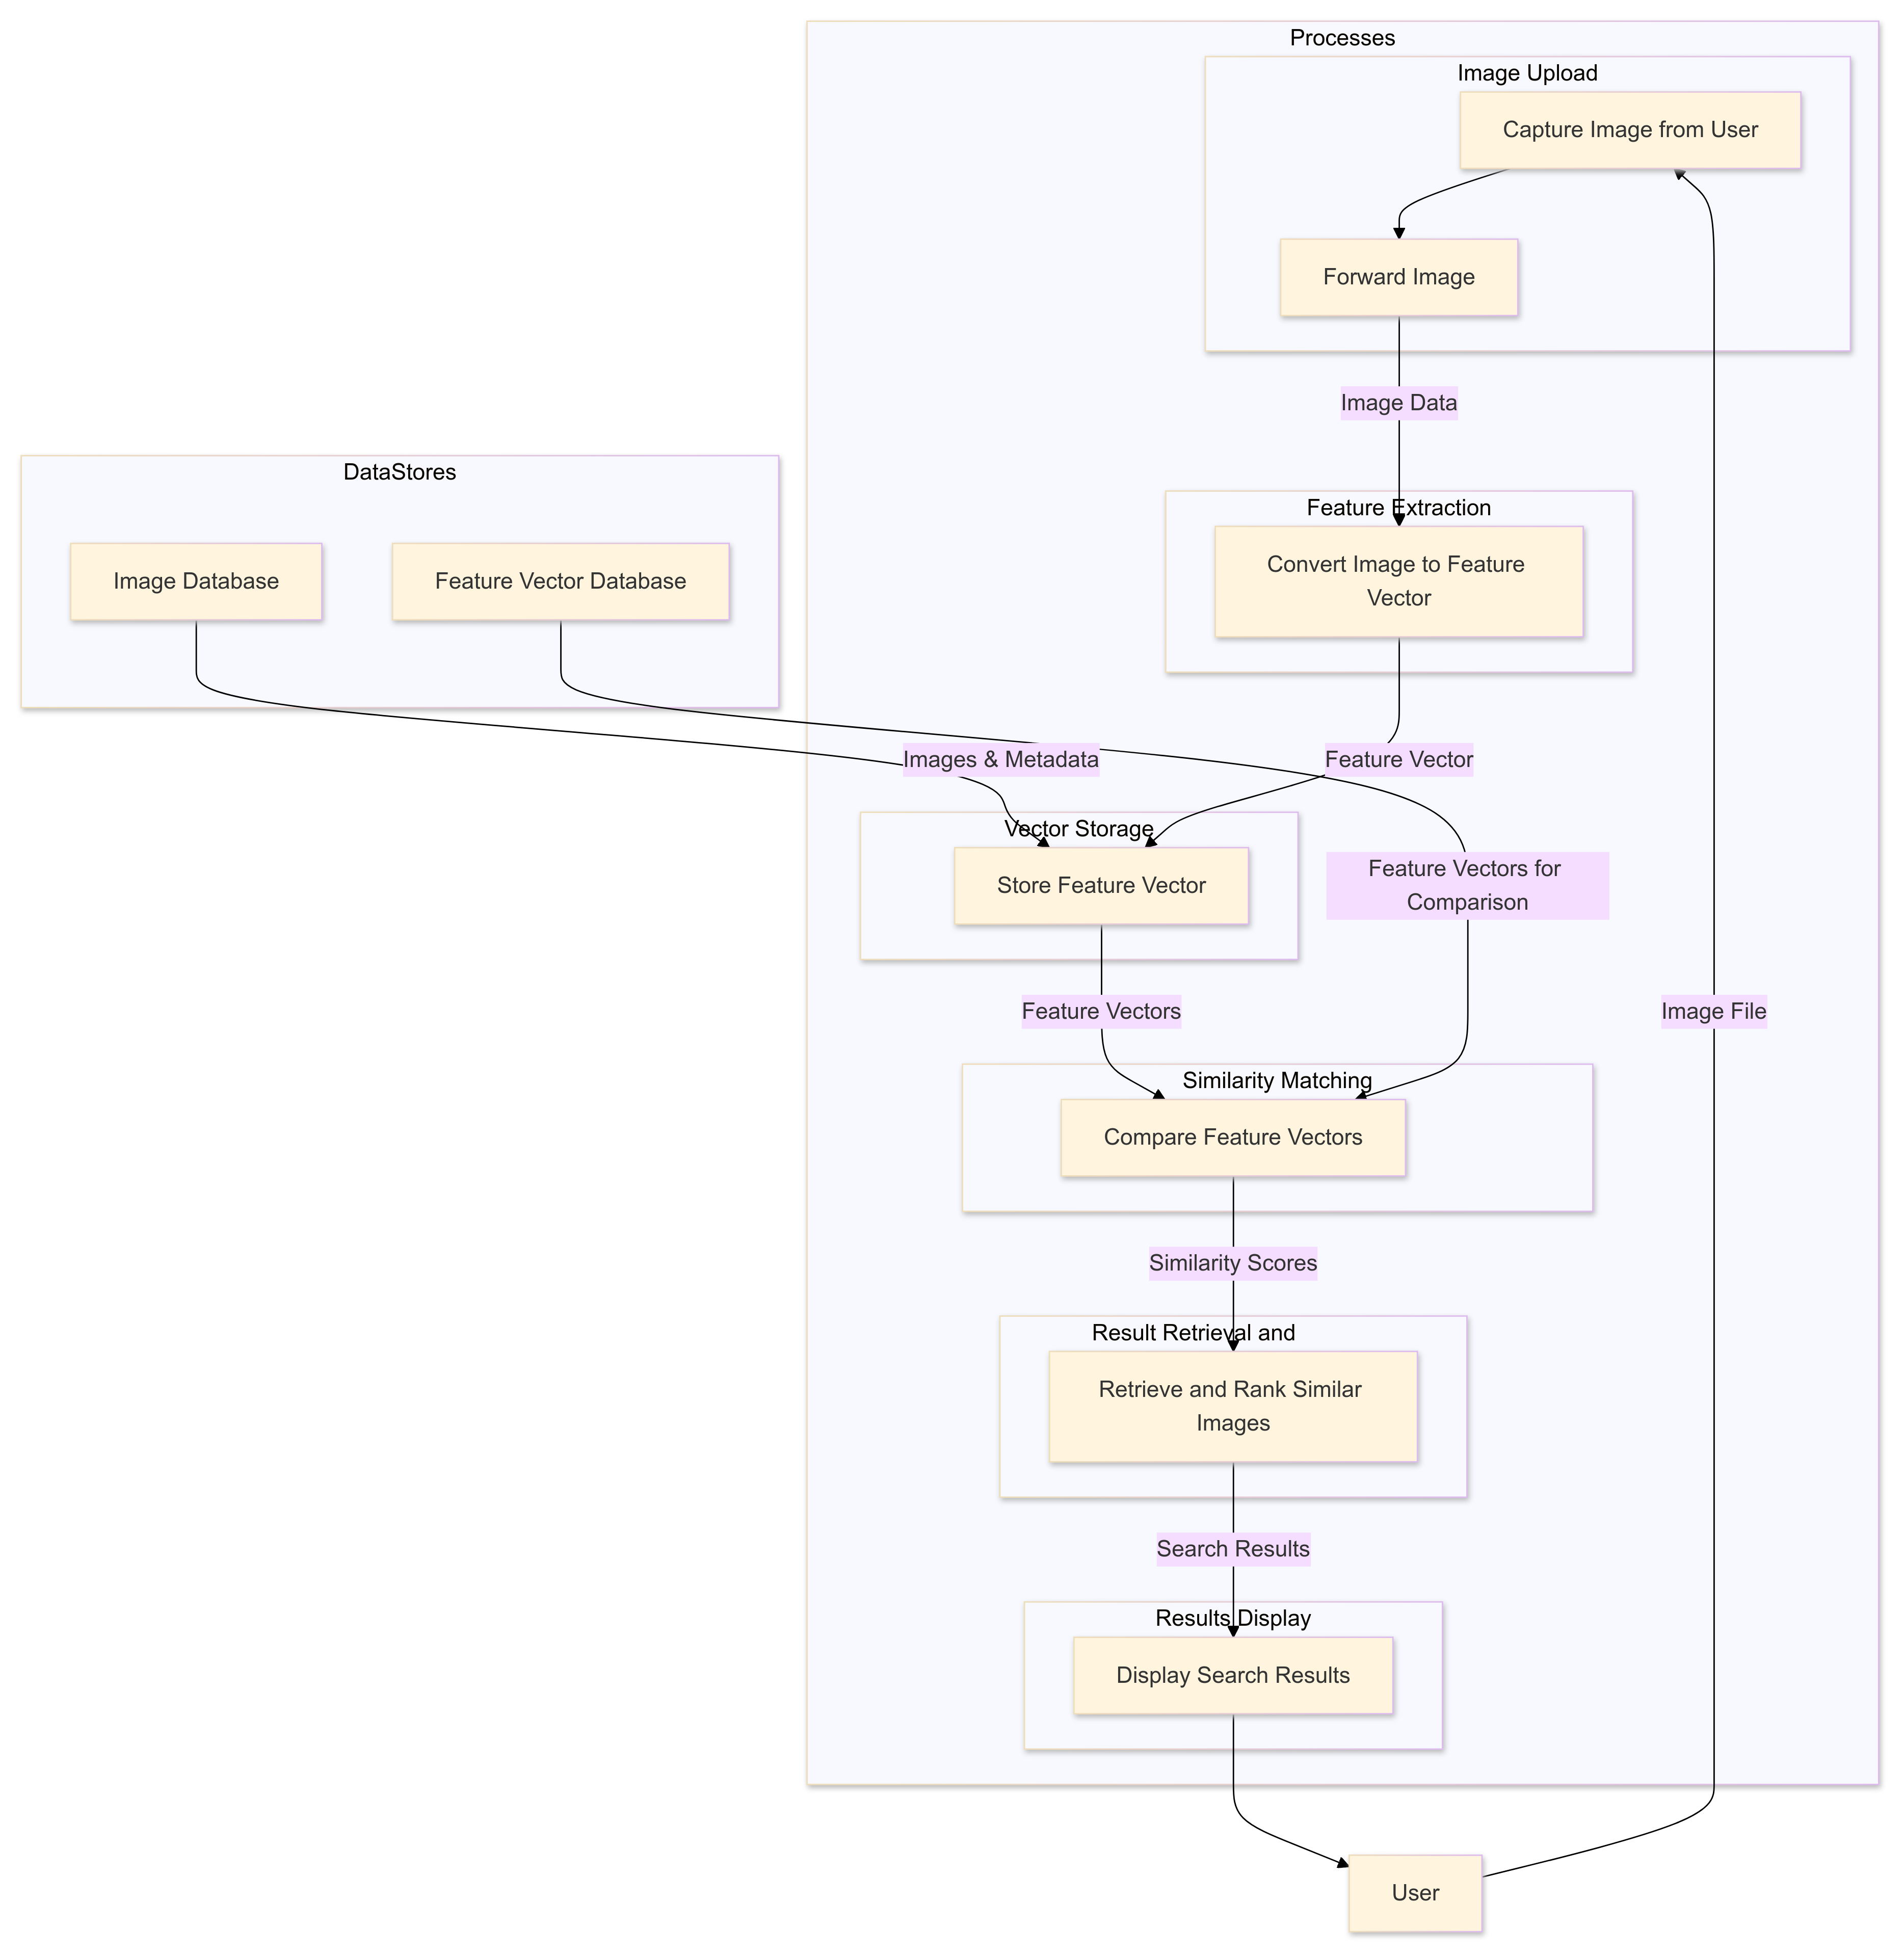 Processes
Image Upload
Capture Image from User
Forward Image
Image Data
DataStores
Feature Extraction
Image Database
Feature Vector Database
Convert Image to Feature
Vector
Images & Metadata
Feature Vector
Vector Storage
Store Feature Vector
Feature Vectors for
Comparison
Feature Vectors
Image File
Similarity Matching
Compare Feature Vectors
Similarity Scores
Result Retrieval and
Retrieve and Rank Similar
Images
Search Results
Results Display
Display Search Results
User